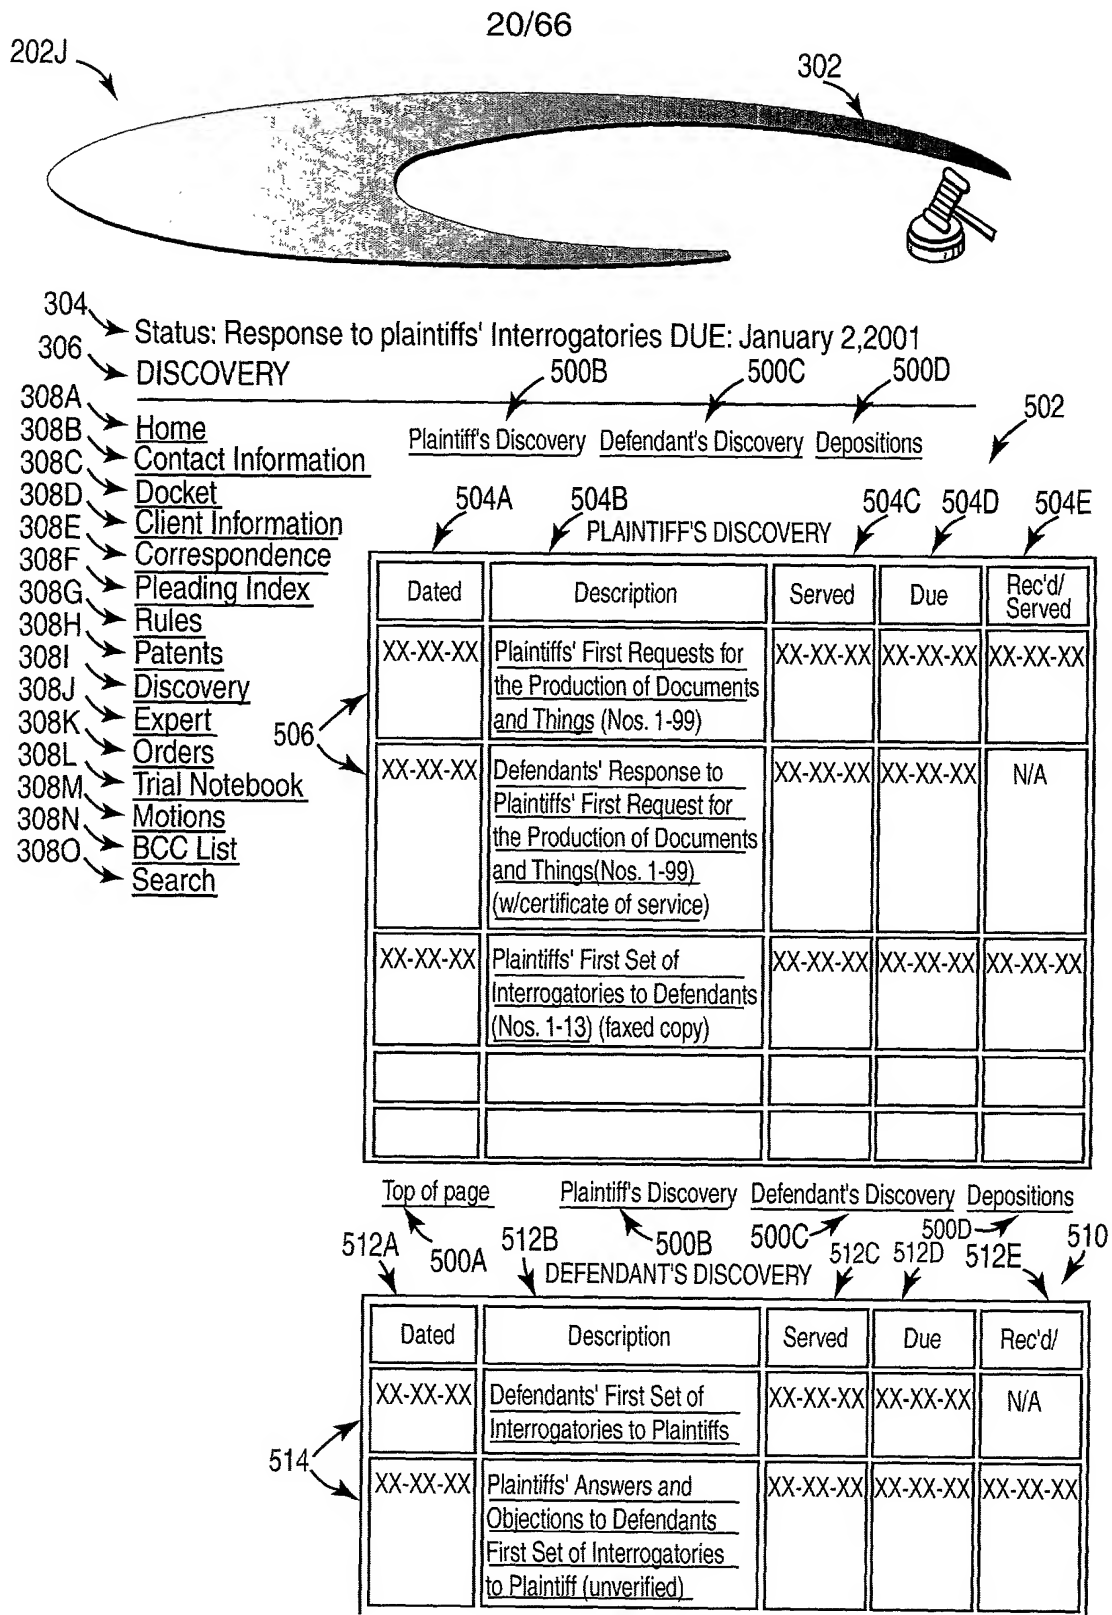 20/66
202J
302
304
Status: Response to plaintiffs' Interrogatories DUE: January 2,2001
306
DISCOVERY
500B
500C
500D
502
Plaintiff's Discovery Defendant's Discovery Depositions
308A
Home
308B
Contact Information
308C
Docket
308D
Client Information
308E
Correspondence
308F
Pleading Index
308G
Rules
308H
Patents
308I
Discovery
308J
Expert
308K
Orders
308L
Trial Notebook
308M
Motions
308N
BCC List
308O
Search
504A
504B
504C
504D
504E
PLAINTIFF'S DISCOVERY
Dated
Description
Served
Due
Rec'd/
Served
506
XX-XX-XX
Plaintiffs' First Requests for
the Production of Documents
and Things (Nos. 1-99)
XX-XX-XX
XX-XX-XX
XX-XX-XX
XX-XX-XX
Defendants' Response to
Plaintiffs' First Request for
the Production of Documents
and Things(Nos. 1-99)
(w/certificate of service)
XX-XX-XX
XX-XX-XX
N/A
XX-XX-XX
Plaintiffs' First Set of
Interrogatories to Defendants
(Nos. 1-13) (faxed copy)
XX-XX-XX
XX-XX-XX
XX-XX-XX
Top of page Plaintiff's Discovery Defendant's Discovery Depositions
500A
500B
500C
500D
510
512A
512B
512C
512D
512E
DEFENDANT'S DISCOVERY
Dated
Description
Served
Due
Rec'd/
514
XX-XX-XX
Defendants' First Set of
Interrogatories to Plaintiffs
XX-XX-XX
XX-XX-XX
N/A
XX-XX-XX
Plaintiffs' Answers and
Objections to Defendants
First Set of Interrogatories
to Plaintiff (unverified)
XX-XX-XX
XX-XX-XX
XX-XX-XX